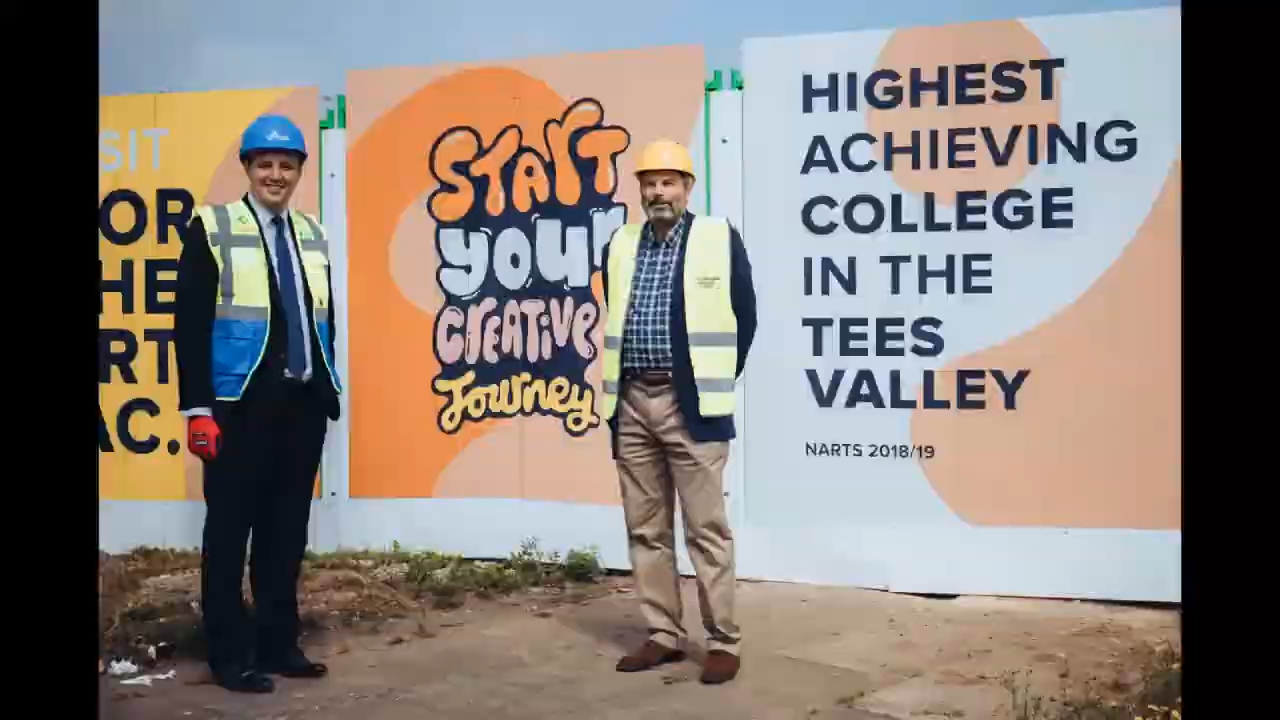 SIT
OR
HE
RT
AC.
START
YOUR
CREATIVE
JOURNEY
HIGHEST
ACHIEVING
COLLEGE
IN THE
TEES
VALLEY
NARTS 2018/19